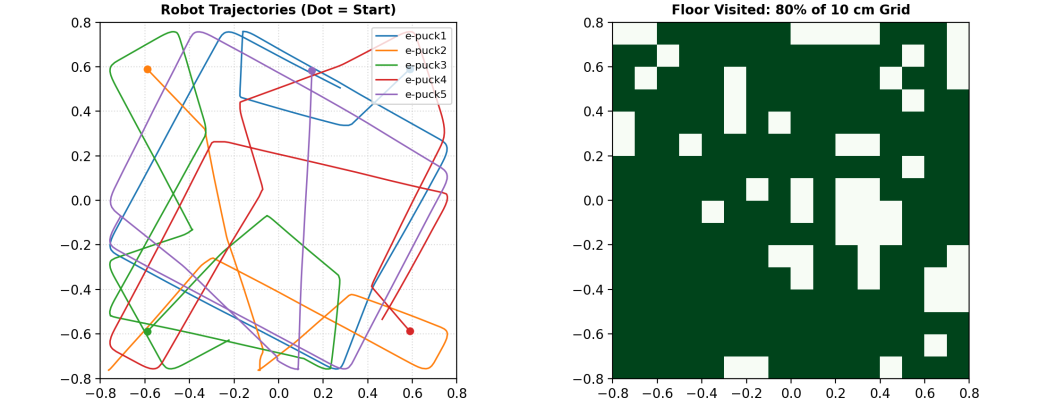 Robot Trajectories (Dot = Start)
0.8
0.6
0.4
0.2
0.0
−0.2
−0.4
−0.6
−0.8
−0.8 −0.6 −0.4 −0.2 0.0 0.2 0.4 0.6 0.8
e-puck1
e-puck2
e-puck3
e-puck4
e-puck5
Floor Visited: 80% of 10 cm Grid
0.8
0.6
0.4
0.2
0.0
−0.2
−0.4
−0.6
−0.8
−0.8 −0.6 −0.4 −0.2 0.0 0.2 0.4 0.6 0.8